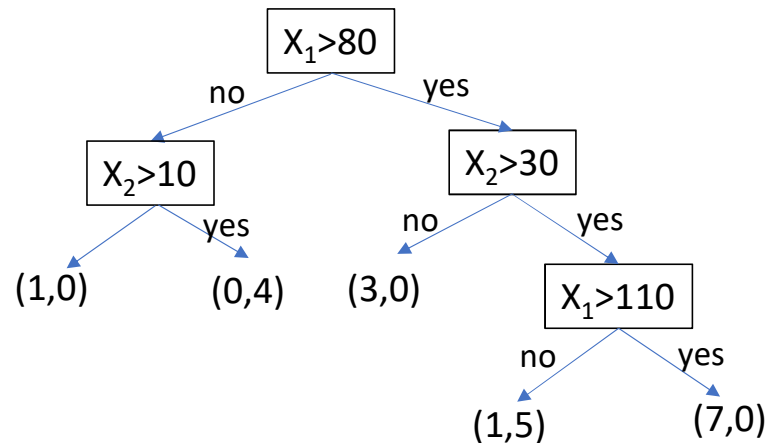 X₁>80
no
yes
X₂>10
X₂>30
yes
no
yes
(1,0)
(0,4)
(3,0)
X₁>110
no
yes
(1,5)
(7,0)